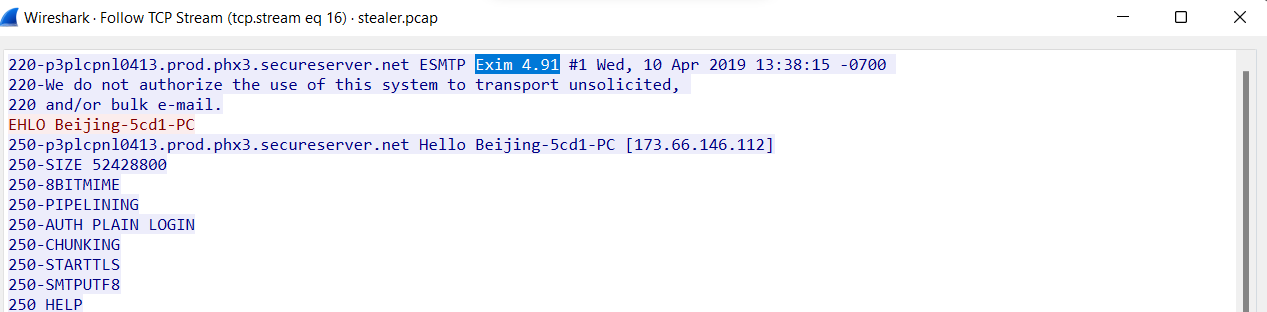 Wireshark · Follow TCP Stream (tcp.stream eq 16) · stealer.pcap
220-p3plcpnl0413.prod.phx3.secureserver.net ESMTP Exim 4.91 #1 Wed, 10 Apr 2019 13:38:15 -0700
220-We do not authorize the use of this system to transport unsolicited,
220 and/or bulk e-mail.
EHLO Beijing-5cd1-PC
250-p3plcpnl0413.prod.phx3.secureserver.net Hello Beijing-5cd1-PC [173.66.146.112]
250-SIZE 52428800
250-8BITMIME
250-PIPELINING
250-AUTH PLAIN LOGIN
250-CHUNKING
250-STARTTLS
250-SMTPUTF8
250 HELP